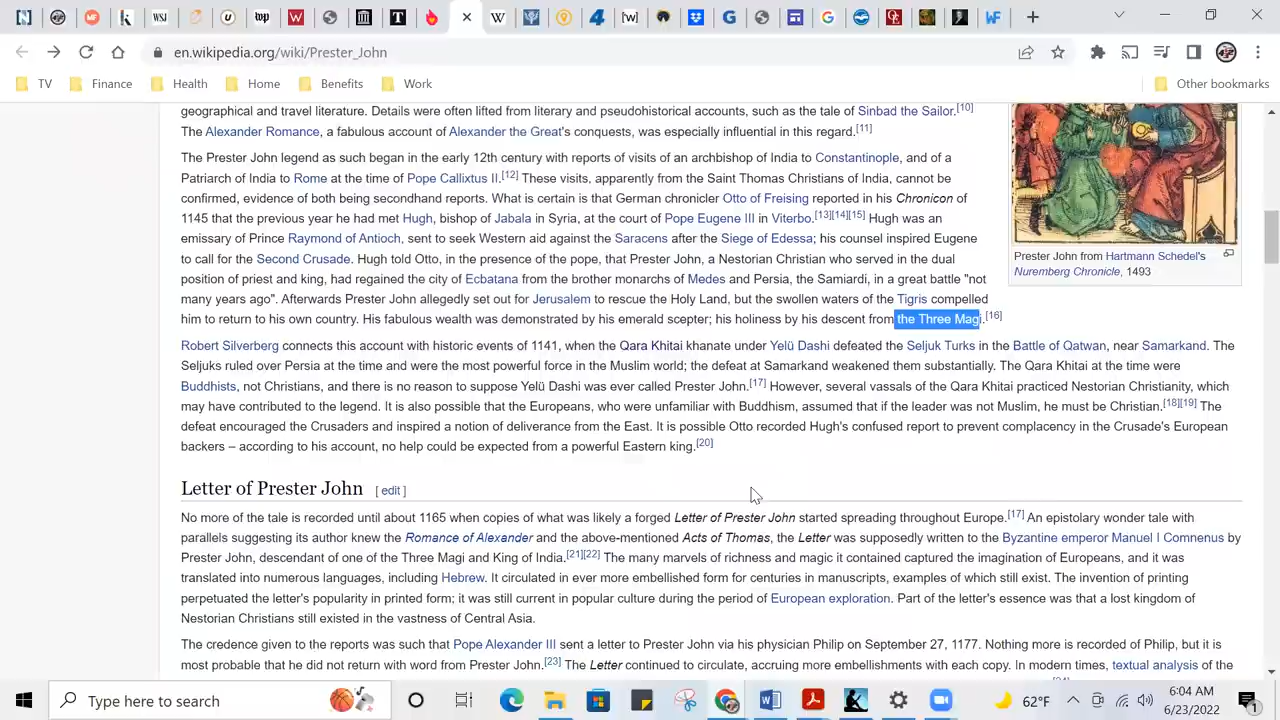 en.wikipedia.org/wiki/Prester_John
TV Finance Health Home Benefits Work Other bookmarks
geographical and travel literature. Details were often lifted from literary and pseudohistorical accounts, such as the tale of Sinbad the Sailor.[10]
The Alexander Romance, a fabulous account of Alexander the Great's conquests, was especially influential in this regard.[11]
The Prester John legend as such began in the early 12th century with reports of visits of an archbishop of India to Constantinople, and of a
Patriarch of India to Rome at the time of Pope Callixtus II.[12] These visits, apparently from the Saint Thomas Christians of India, cannot be
confirmed, evidence of both being secondhand reports. What is certain is that German chronicler Otto of Freising reported in his Chronicon of
1145 that the previous year he had met Hugh, bishop of Jabala in Syria, at the court of Pope Eugene III in Viterbo.[13][14][15] Hugh was an
emissary of Prince Raymond of Antioch, sent to seek Western aid against the Saracens after the Siege of Edessa; his counsel inspired Eugene
to call for the Second Crusade. Hugh told Otto, in the presence of the pope, that Prester John, a Nestorian Christian who served in the dual
position of priest and king, had regained the city of Ecbatana from the brother monarchs of Medes and Persia, the Samiardi, in a great battle "not
many years ago". Afterwards Prester John allegedly set out for Jerusalem to rescue the Holy Land, but the swollen waters of the Tigris compelled
him to return to his own country. His fabulous wealth was demonstrated by his emerald scepter; his holiness by his descent from the Three Magi.[16]
Prester John from Hartmann Schedel's
Nuremberg Chronicle, 1493
Robert Silverberg connects this account with historic events of 1141, when the Qara Khitai khanate under Yelü Dashi defeated the Seljuk Turks in the Battle of Qatwan, near Samarkand. The
Seljuks ruled over Persia at the time and were the most powerful force in the Muslim world; the defeat at Samarkand weakened them substantially. The Qara Khitai at the time were
Buddhists, not Christians, and there is no reason to suppose Yelü Dashi was ever called Prester John.[17] However, several vassals of the Qara Khitai practiced Nestorian Christianity, which
may have contributed to the legend. It is also possible that the Europeans, who were unfamiliar with Buddhism, assumed that if the leader was not Muslim, he must be Christian.[18][19] The
defeat encouraged the Crusaders and inspired a notion of deliverance from the East. It is possible Otto recorded Hugh's confused report to prevent complacency in the Crusade's European
backers – according to his account, no help could be expected from a powerful Eastern king.[20]
Letter of Prester John [ edit ]
No more of the tale is recorded until about 1165 when copies of what was likely a forged Letter of Prester John started spreading throughout Europe.[17] An epistolary wonder tale with
parallels suggesting its author knew the Romance of Alexander and the above-mentioned Acts of Thomas, the Letter was supposedly written to the Byzantine emperor Manuel I Comnenus by
Prester John, descendant of one of the Three Magi and King of India.[21][22] The many marvels of richness and magic it contained captured the imagination of Europeans, and it was
translated into numerous languages, including Hebrew. It circulated in ever more embellished form for centuries in manuscripts, examples of which still exist. The invention of printing
perpetuated the letter's popularity in printed form; it was still current in popular culture during the period of European exploration. Part of the letter's essence was that a lost kingdom of
Nestorian Christians still existed in the vastness of Central Asia.
The credence given to the reports was such that Pope Alexander III sent a letter to Prester John via his physician Philip on September 27, 1177. Nothing more is recorded of Philip, but it is
most probable that he did not return with word from Prester John.[23] The Letter continued to circulate, accruing more embellishments with each copy. In modern times, textual analysis of the
Type here to search
62°F
6:04 AM
6/23/2022